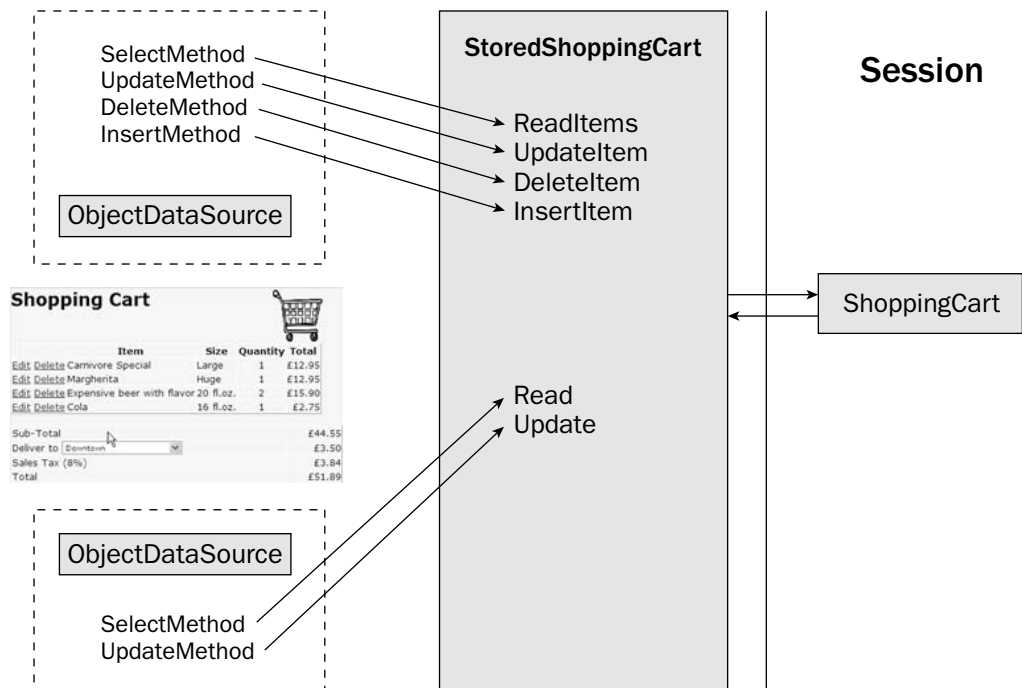 SelectMethod
UpdateMethod
DeleteMethod
InsertMethod
ObjectDataSource
StoredShoppingCart
ReadItems
UpdateItem
DeleteItem
InsertItem
Session
ShoppingCart
Shopping Cart
Item Size Quantity Total
Edit Delete Carnivore Special Large 1 £12.95
Edit Delete Margherita Huge 1 £12.95
Edit Delete Expensive beer with flavor 20 fl.oz. 2 £15.90
Edit Delete Cola 16 fl.oz. 1 £2.75
Sub-Total £44.55
Deliver to Downtown £3.50
Sales Tax (8%) £3.84
Total £51.89
Read
Update
ObjectDataSource
SelectMethod
UpdateMethod